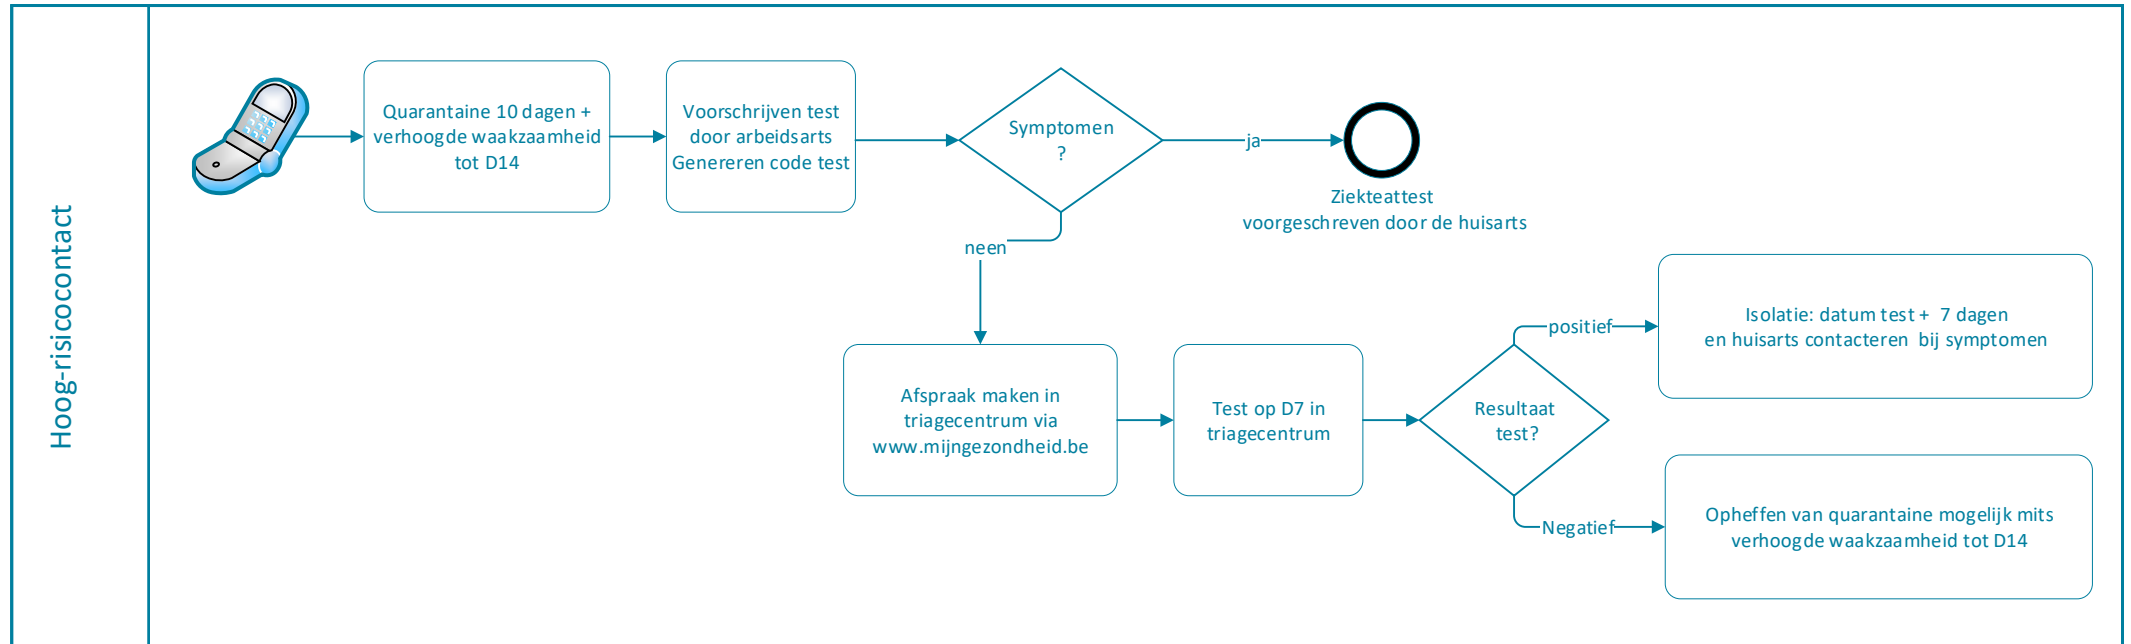 Hoog-risicocontact
Quarantaine 10 dagen +
verhoogde waakzaamheid
tot D14
Voorschrijven test
door arbeidsarts
Genereren code test
Symptomen
?
ja
Ziekteattest
voorgeschreven door de huisarts
neen
Afspraak maken in
triagecentrum via
www.mijngezondheid.be
Test op D7 in
triagecentrum
Resultaat
test?
positief
Isolatie: datum test + 7 dagen
en huisarts contacteren bij symptomen
Negatief
Opheffen van quarantaine mogelijk mits
verhoogde waakzaamheid tot D14